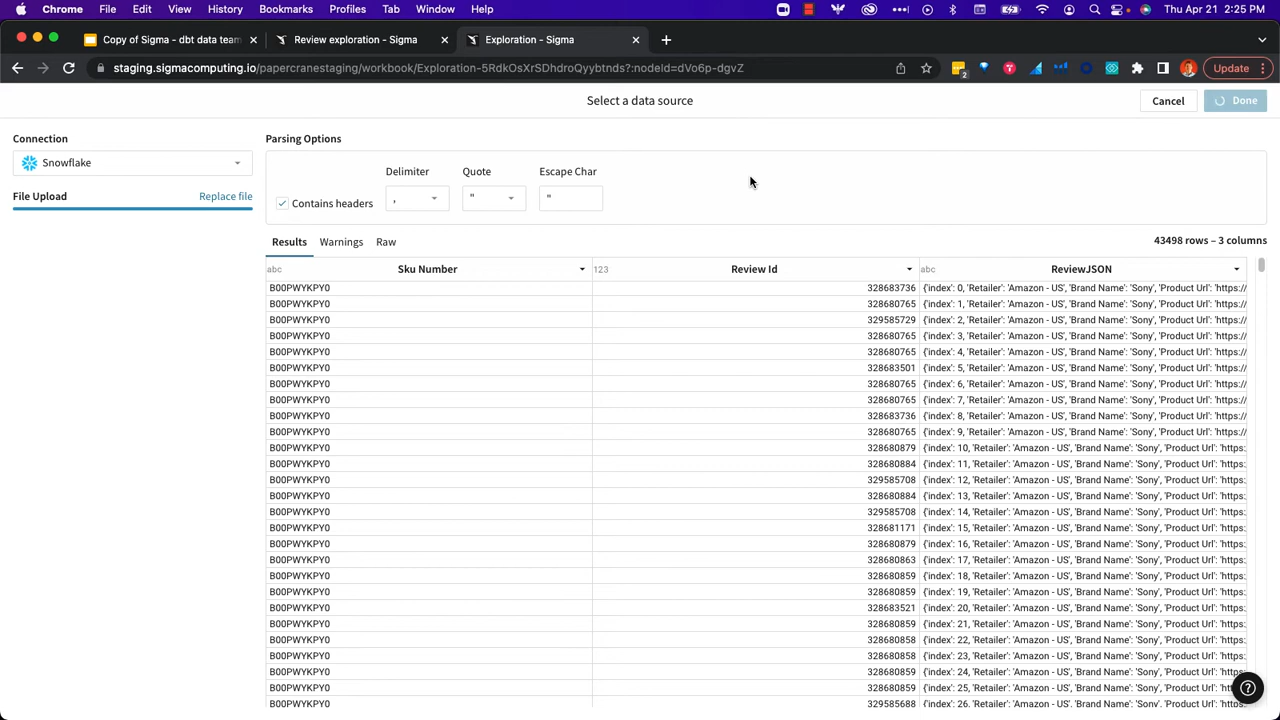 Chrome File Edit View History Bookmarks Profiles Tab Window Help Thu Apr 21 2:25 PM
Copy of Sigma - dbt data team Review exploration - Sigma Exploration - Sigma
staging.sigmacomputing.io/papercranestaging/workbook/Exploration-5RdkOsXrSDhdroQyybtnds?:nodeId=dVo6p-dgvZ 2 Update
Select a data source Cancel Done
Connection Parsing Options
Snowflake
Delimiter Quote Escape Char
File Upload Replace file
Contains headers , " "
Results Warnings Raw 43498 rows – 3 columns
abc Sku Number 123 Review Id abc ReviewJSON
B00PWYKPY0 328683736 {'index': 0, 'Retailer': 'Amazon - US', 'Brand Name': 'Sony', 'Product Url': 'https://
B00PWYKPY0 328680765 {'index': 1, 'Retailer': 'Amazon - US', 'Brand Name': 'Sony', 'Product Url': 'https://
B00PWYKPY0 329585729 {'index': 2, 'Retailer': 'Amazon - US', 'Brand Name': 'Sony', 'Product Url': 'https://
B00PWYKPY0 328680765 {'index': 3, 'Retailer': 'Amazon - US', 'Brand Name': 'Sony', 'Product Url': 'https://
B00PWYKPY0 328680765 {'index': 4, 'Retailer': 'Amazon - US', 'Brand Name': 'Sony', 'Product Url': 'https://
B00PWYKPY0 328683501 {'index': 5, 'Retailer': 'Amazon - US', 'Brand Name': 'Sony', 'Product Url': 'https://
B00PWYKPY0 328680765 {'index': 6, 'Retailer': 'Amazon - US', 'Brand Name': 'Sony', 'Product Url': 'https://
B00PWYKPY0 328680765 {'index': 7, 'Retailer': 'Amazon - US', 'Brand Name': 'Sony', 'Product Url': 'https://
B00PWYKPY0 328683736 {'index': 8, 'Retailer': 'Amazon - US', 'Brand Name': 'Sony', 'Product Url': 'https://
B00PWYKPY0 328680765 {'index': 9, 'Retailer': 'Amazon - US', 'Brand Name': 'Sony', 'Product Url': 'https://
B00PWYKPY0 328680879 {'index': 10, 'Retailer': 'Amazon - US', 'Brand Name': 'Sony', 'Product Url': 'https:
B00PWYKPY0 328680884 {'index': 11, 'Retailer': 'Amazon - US', 'Brand Name': 'Sony', 'Product Url': 'https:
B00PWYKPY0 329585708 {'index': 12, 'Retailer': 'Amazon - US', 'Brand Name': 'Sony', 'Product Url': 'https:
B00PWYKPY0 328680884 {'index': 13, 'Retailer': 'Amazon - US', 'Brand Name': 'Sony', 'Product Url': 'https:
B00PWYKPY0 329585708 {'index': 14, 'Retailer': 'Amazon - US', 'Brand Name': 'Sony', 'Product Url': 'https:
B00PWYKPY0 328681171 {'index': 15, 'Retailer': 'Amazon - US', 'Brand Name': 'Sony', 'Product Url': 'https:
B00PWYKPY0 328680879 {'index': 16, 'Retailer': 'Amazon - US', 'Brand Name': 'Sony', 'Product Url': 'https:
B00PWYKPY0 328680863 {'index': 17, 'Retailer': 'Amazon - US', 'Brand Name': 'Sony', 'Product Url': 'https:
B00PWYKPY0 328680859 {'index': 18, 'Retailer': 'Amazon - US', 'Brand Name': 'Sony', 'Product Url': 'https:
B00PWYKPY0 328680859 {'index': 19, 'Retailer': 'Amazon - US', 'Brand Name': 'Sony', 'Product Url': 'https:
B00PWYKPY0 328683521 {'index': 20, 'Retailer': 'Amazon - US', 'Brand Name': 'Sony', 'Product Url': 'https:
B00PWYKPY0 328680859 {'index': 21, 'Retailer': 'Amazon - US', 'Brand Name': 'Sony', 'Product Url': 'https:
B00PWYKPY0 328680858 {'index': 22, 'Retailer': 'Amazon - US', 'Brand Name': 'Sony', 'Product Url': 'https:
B00PWYKPY0 328680858 {'index': 23, 'Retailer': 'Amazon - US', 'Brand Name': 'Sony', 'Product Url': 'https:
B00PWYKPY0 328680859 {'index': 24, 'Retailer': 'Amazon - US', 'Brand Name': 'Sony', 'Product Url': 'https:
B00PWYKPY0 328680859 {'index': 25, 'Retailer': 'Amazon - US', 'Brand Name': 'Sony', 'Product Url': 'https:
B00PWYKPY0 329585688 {'index': 26, 'Retailer': 'Amazon - US', 'Brand Name': 'Sony', 'Product Url': 'https: